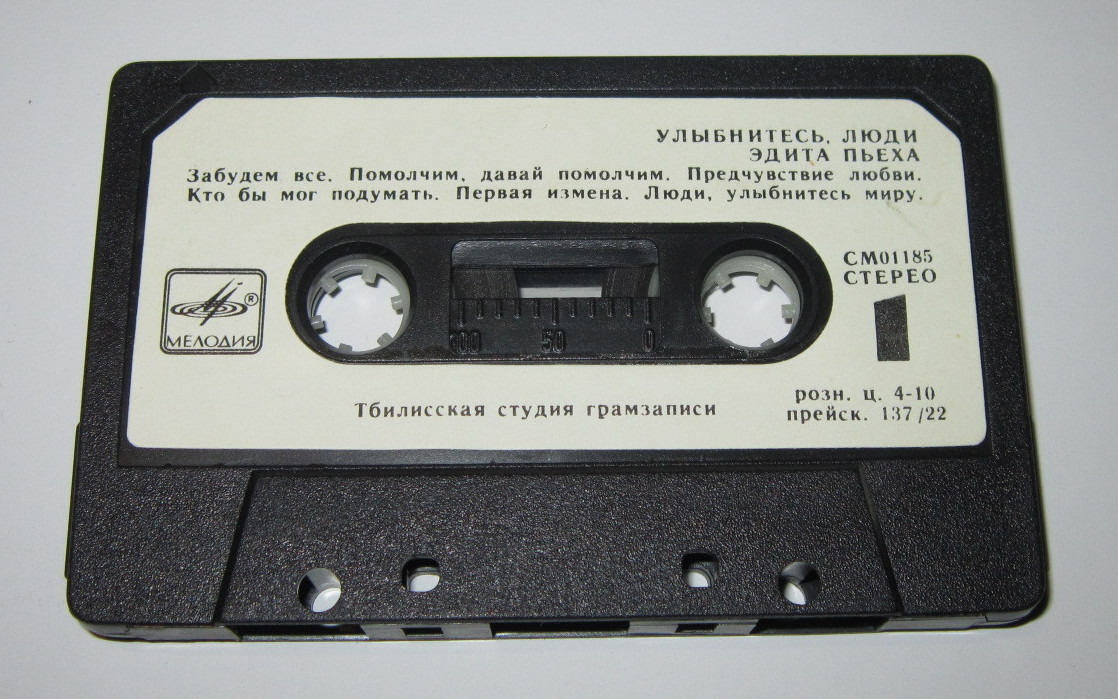 УЛЫБНИТЕСЬ, ЛЮДИ
ЭДИТА ПЬЕХА
Забудем все. Помолчим, давай помолчим. Предчувствие любви.
Кто бы мог подумать. Первая измена. Люди, улыбнитесь миру.
СМ01185
СТЕРЕО
®
МЕЛОДИЯ
1
100 50 0
Тбилисская студия грамзаписи
розн. ц. 4-10
прейск. 137/22